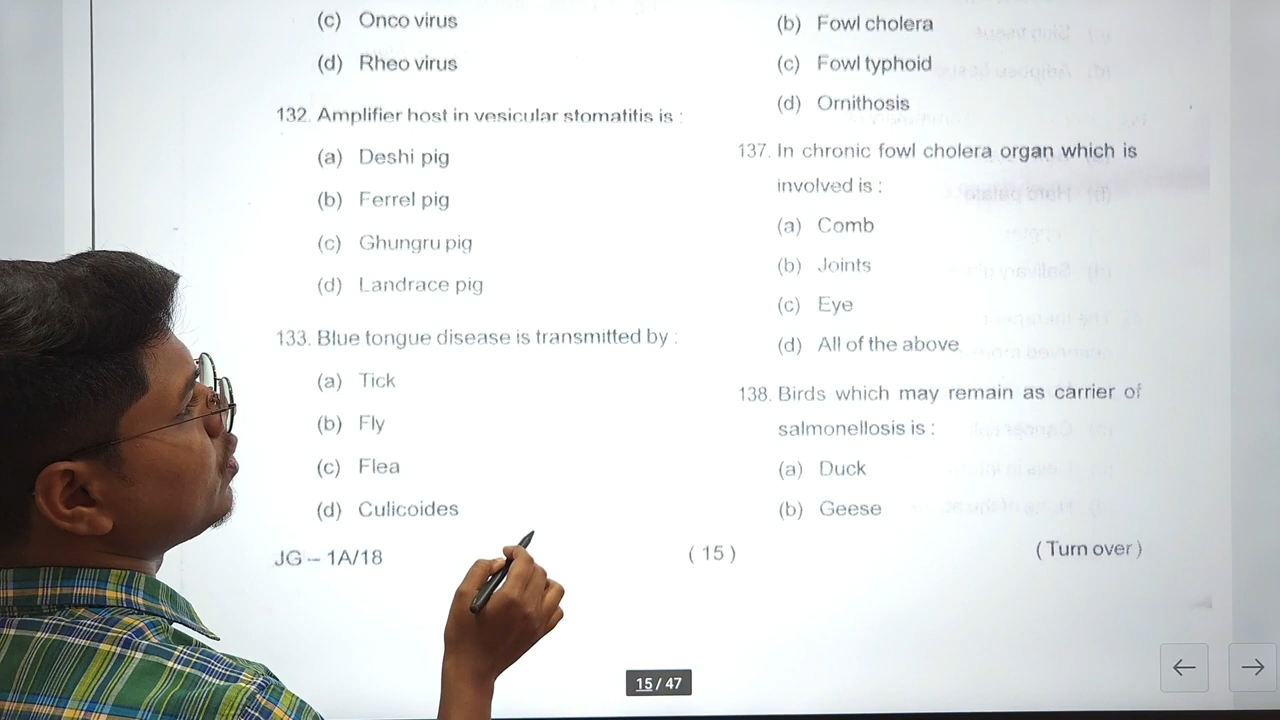 (c) Onco virus
(d) Rheo virus
132. Amplifier host in vesicular stomatitis is :
(a) Deshi pig
(b) Ferrel pig
(c) Ghungru pig
(d) Landrace pig
133. Blue tongue disease is transmitted by :
(a) Tick
(b) Fly
(c) Flea
(d) Culicoides
(b) Fowl cholera
(c) Fowl typhoid
(d) Ornithosis
137. In chronic fowl cholera organ which is
involved is :
(a) Comb
(b) Joints
(c) Eye
(d) All of the above
138. Birds which may remain as carrier of
salmonellosis is :
(a) Duck
(b) Geese
JG – 1A/18
( 15 )
( Turn over )
15 / 47